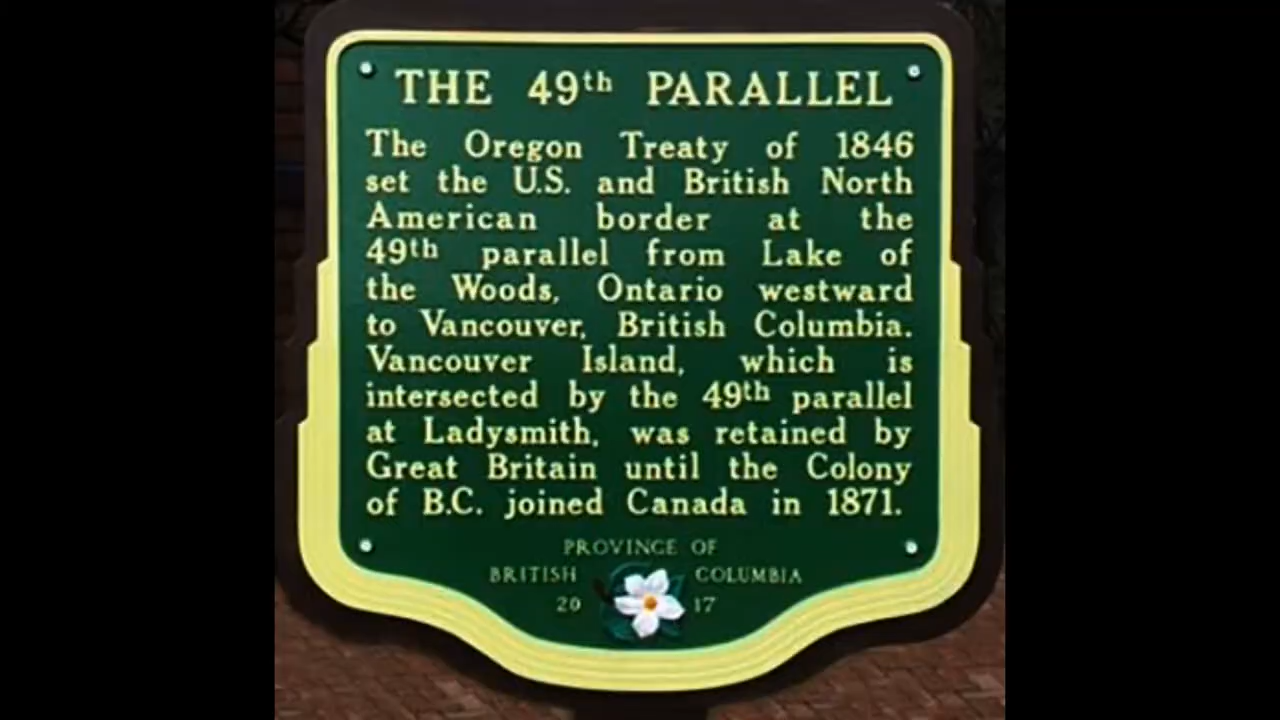 THE 49th PARALLEL
The Oregon Treaty of 1846
set the U.S. and British North
American border at the
49th parallel from Lake of
the Woods, Ontario westward
to Vancouver, British Columbia.
Vancouver Island, which is
intersected by the 49th parallel
at Ladysmith, was retained by
Great Britain until the Colony
of B.C. joined Canada in 1871.
PROVINCE OF
BRITISH COLUMBIA
20 17